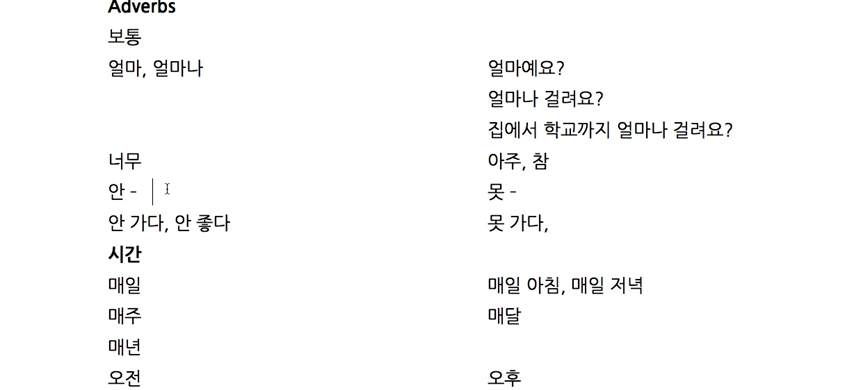 Adverbs
보통
얼마, 얼마나 얼마예요?
얼마나 걸려요?
집에서 학교까지 얼마나 걸려요?
너무 아주, 참
안 - 못 -
안 가다, 안 좋다 못 가다,
시간
매일 매일 아침, 매일 저녁
매주 매달
매년
오전 오후